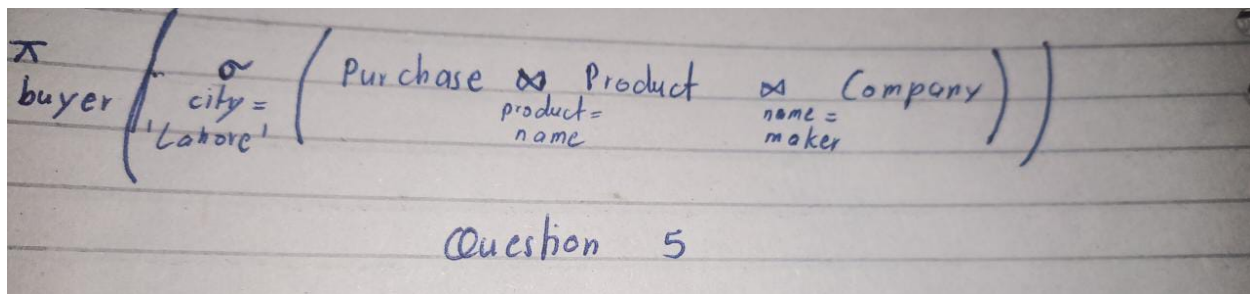 π buyer ( σ city = 'Lahore' ( Purchase ⋈ product = name Product ⋈ name = maker Company ) )
Question 5